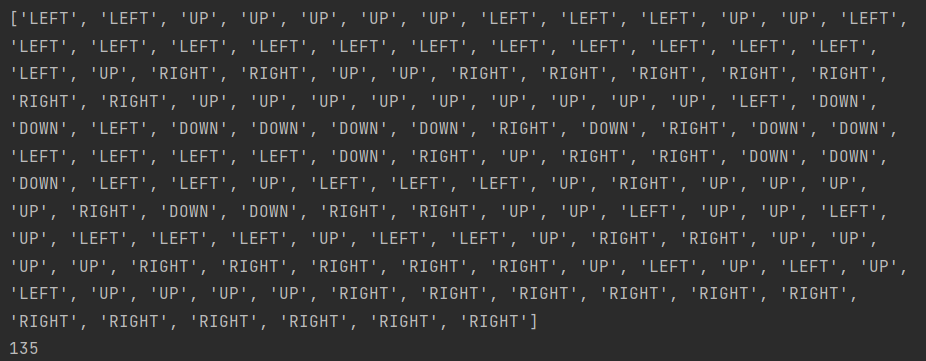 ['LEFT', 'LEFT', 'UP', 'UP', 'UP', 'UP', 'UP', 'LEFT', 'LEFT', 'LEFT', 'UP', 'UP', 'LEFT',
'LEFT', 'LEFT', 'LEFT', 'LEFT', 'LEFT', 'LEFT', 'LEFT', 'LEFT', 'LEFT', 'LEFT', 'LEFT',
'LEFT', 'UP', 'RIGHT', 'RIGHT', 'UP', 'UP', 'RIGHT', 'RIGHT', 'RIGHT', 'RIGHT', 'RIGHT',
'RIGHT', 'RIGHT', 'UP', 'UP', 'UP', 'UP', 'UP', 'UP', 'UP', 'UP', 'UP', 'LEFT', 'DOWN',
'DOWN', 'LEFT', 'DOWN', 'DOWN', 'DOWN', 'DOWN', 'RIGHT', 'DOWN', 'RIGHT', 'DOWN', 'DOWN',
'LEFT', 'LEFT', 'LEFT', 'LEFT', 'DOWN', 'RIGHT', 'UP', 'RIGHT', 'RIGHT', 'DOWN', 'DOWN',
'DOWN', 'LEFT', 'LEFT', 'UP', 'LEFT', 'LEFT', 'LEFT', 'UP', 'RIGHT', 'UP', 'UP', 'UP',
'UP', 'RIGHT', 'DOWN', 'DOWN', 'RIGHT', 'RIGHT', 'UP', 'UP', 'LEFT', 'UP', 'UP', 'LEFT',
'UP', 'LEFT', 'LEFT', 'LEFT', 'UP', 'LEFT', 'LEFT', 'UP', 'RIGHT', 'RIGHT', 'UP', 'UP',
'UP', 'UP', 'RIGHT', 'RIGHT', 'RIGHT', 'RIGHT', 'RIGHT', 'UP', 'LEFT', 'UP', 'LEFT', 'UP',
'LEFT', 'UP', 'UP', 'UP', 'UP', 'RIGHT', 'RIGHT', 'RIGHT', 'RIGHT', 'RIGHT', 'RIGHT',
'RIGHT', 'RIGHT', 'RIGHT', 'RIGHT', 'RIGHT', 'RIGHT']
135